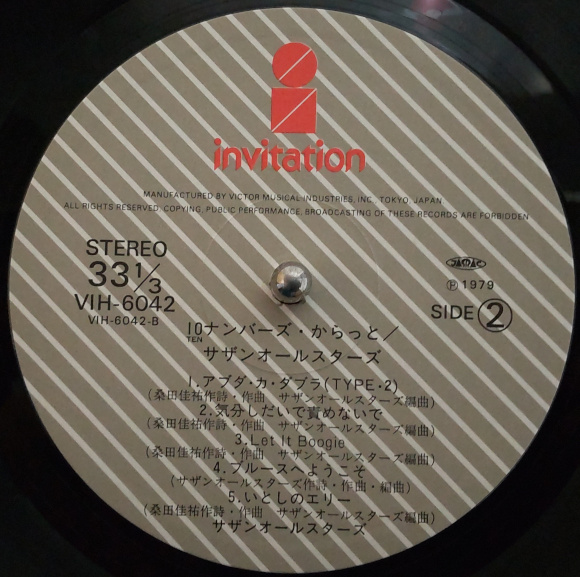 invitation
MANUFACTURED BY VICTOR MUSICAL INDUSTRIES, INC., TOKYO, JAPAN
ALL RIGHTS RESERVED, COPYING, PUBLIC PERFORMANCE, BROADCASTING OF THESE RECORDS ARE FORBIDDEN
STEREO
33 1/3
VIH-6042
VIH-6042-B
JASRAC
Ⓟ 1979
SIDE ②
10ナンバーズ・からっと／
TEN
サザンオールスターズ
1.アブダ・カ・ダブラ(TYPE・2)
(桑田佳祐作詩・作曲 サザンオールスターズ編曲)
2.気分しだいで責めないで
(桑田佳祐作詩・作曲 サザンオールスターズ編曲)
3.Let It Boogie
(桑田佳祐作詩・作曲 サザンオールスターズ編曲)
4.ブルースへようこそ
(サザンオールスターズ作詩・作曲・編曲)
5.いとしのエリー
(桑田佳祐作詩・作曲 サザンオールスターズ編曲)
サザンオールスターズ